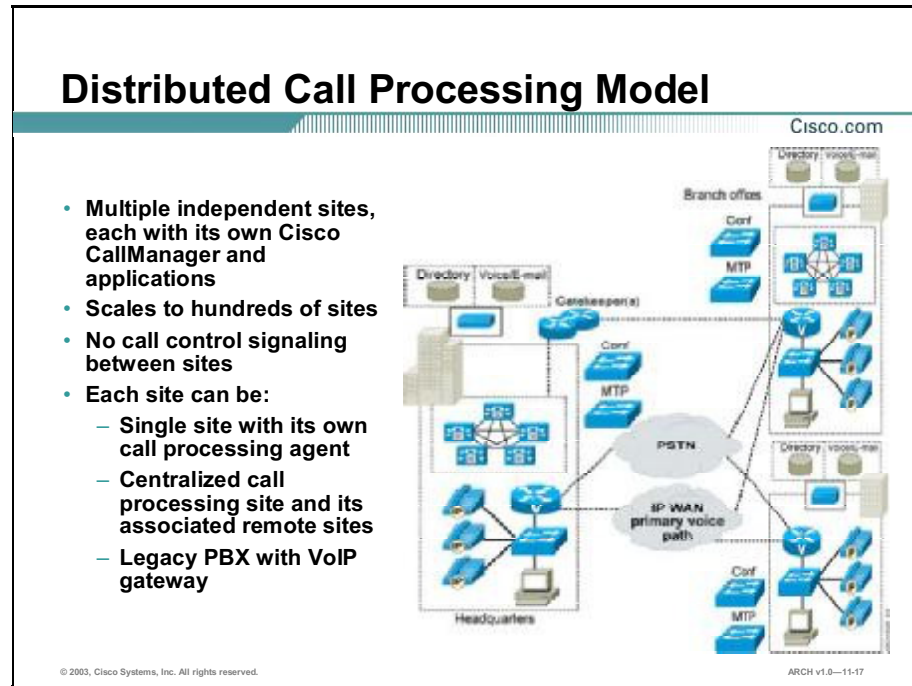 Distributed Call Processing Model
Cisco.com
• Multiple independent sites,
each with its own Cisco
CallManager and
applications
• Scales to hundreds of sites
• No call control signaling
between sites
• Each site can be:
– Single site with its own
call processing agent
– Centralized call
processing site and its
associated remote sites
– Legacy PBX with VoIP
gateway
Directory Voice/E-mail
Branch offices
Conf
MTP
Directory Voice/E-mail
Gatekeeper(s)
Conf
MTP
PSTN
IP WAN
primary voice
path
Directory Voice/E-mail
Conf
MTP
Headquarters
© 2003, Cisco Systems, Inc. All rights reserved.
ARCH v1.0—11-17